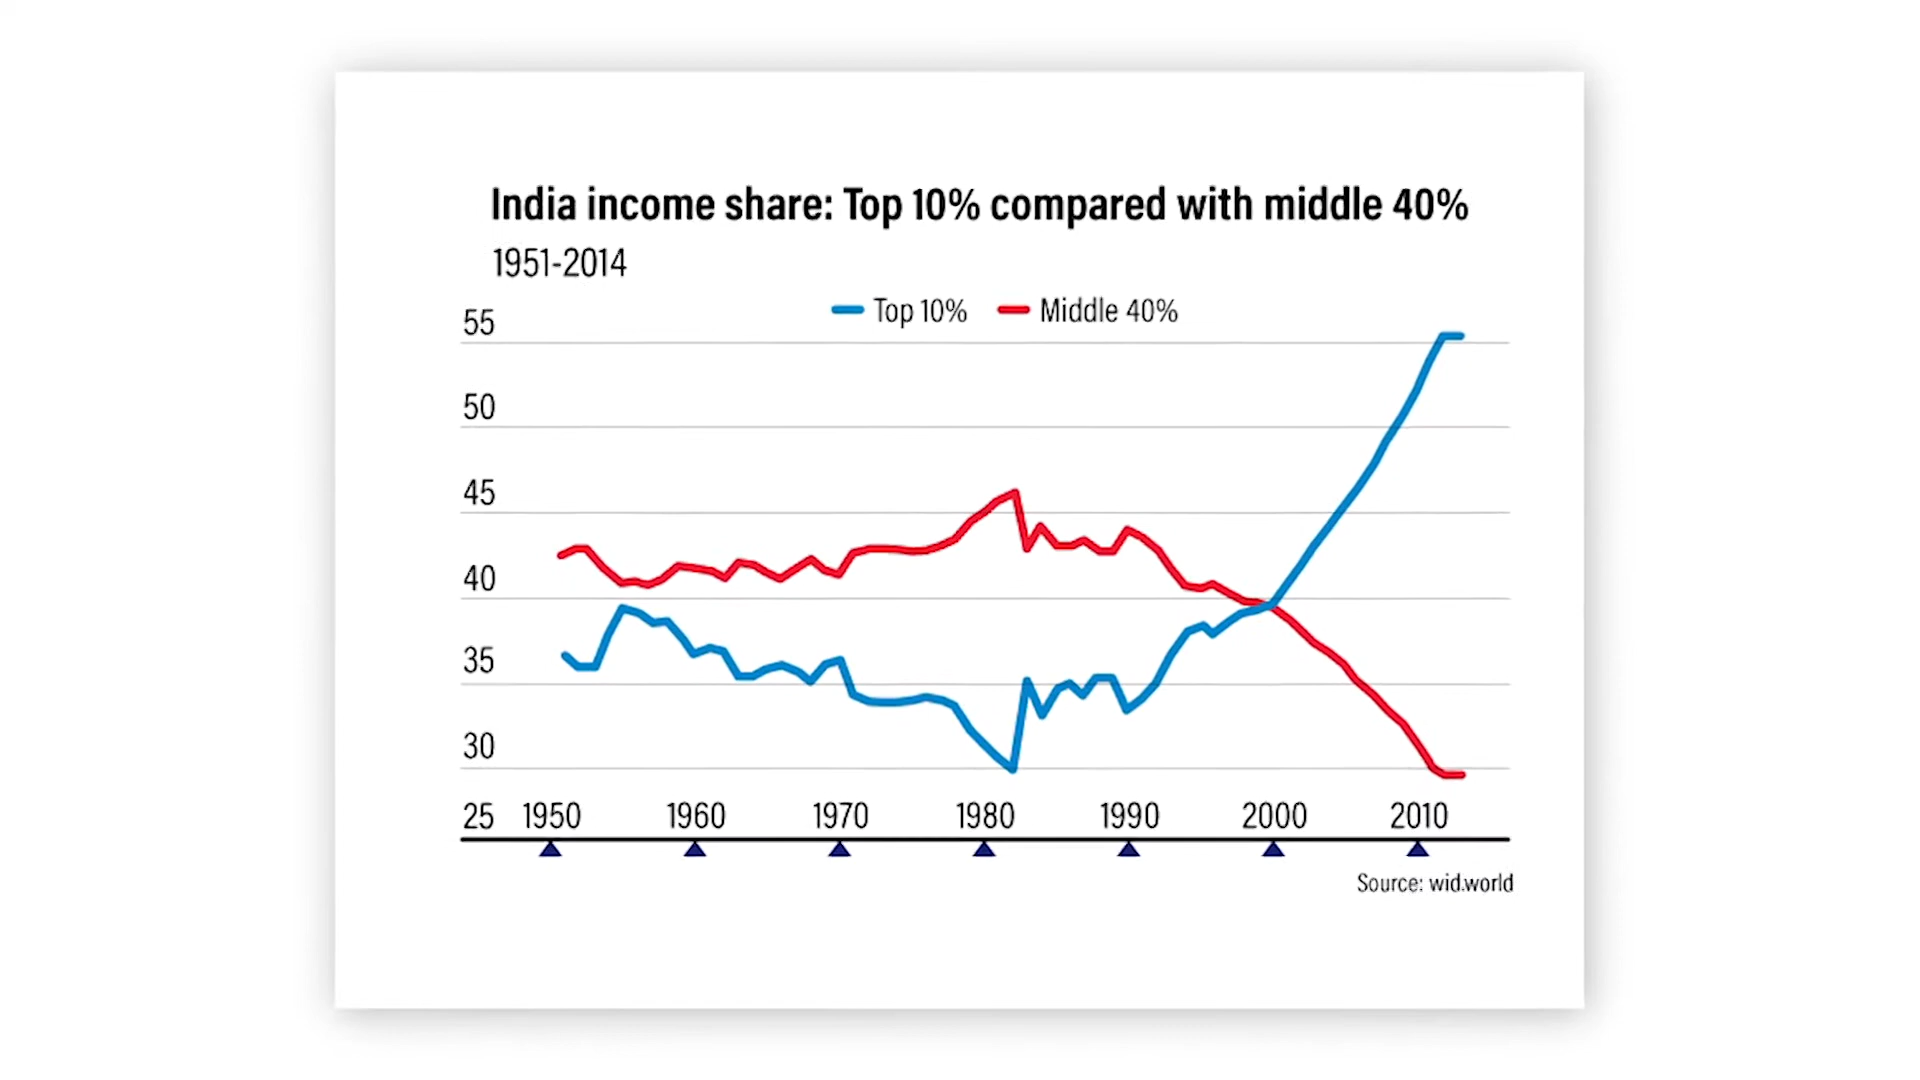 India income share: Top 10% compared with middle 40%
1951-2014
Top 10% Middle 40%
55
50
45
40
35
30
25 1950 1960 1970 1980 1990 2000 2010
Source: wid.world